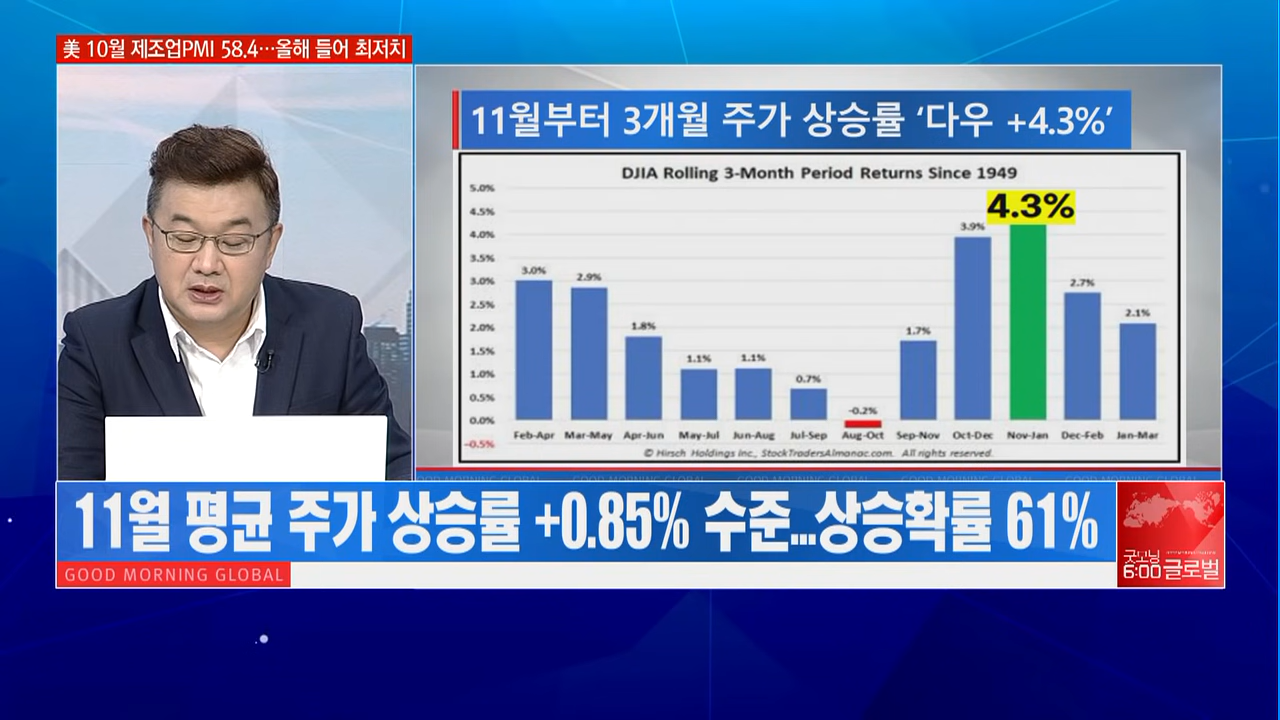 美 10월 제조업PMI 58.4…올해 들어 최저치
11월부터 3개월 주가 상승률 ‘다우 +4.3%’
DJIA Rolling 3-Month Period Returns Since 1949
5.0%
4.5%
4.0%
3.5%
3.0%
2.5%
2.0%
1.5%
1.0%
0.5%
0.0%
-0.5%
3.0%
2.9%
1.8%
1.1%
1.1%
0.7%
-0.2%
1.7%
3.9%
4.3%
2.7%
2.1%
Feb-Apr Mar-May Apr-Jun May-Jul Jun-Aug Jul-Sep Aug-Oct Sep-Nov Oct-Dec Nov-Jan Dec-Feb Jan-Mar
© Hirsch Holdings Inc., StockTradersAlmanac.com. All rights reserved.
11월 평균 주가 상승률 +0.85% 수준...상승확률 61%
GOOD MORNING GLOBAL
굿모닝
6:00 글로벌